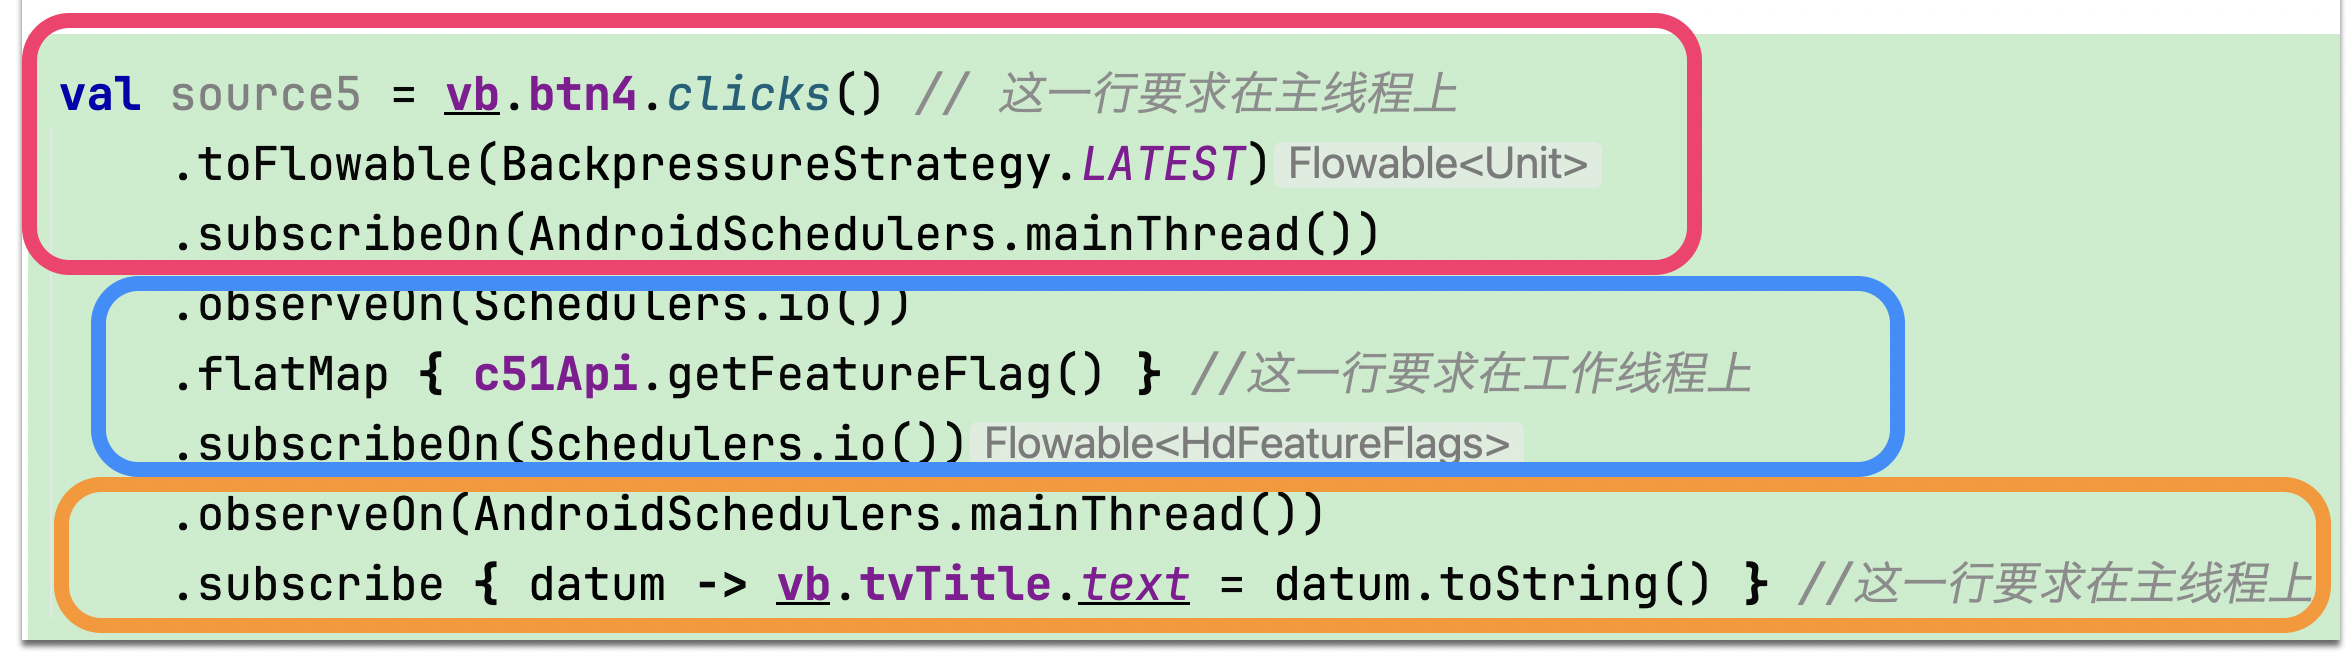 val source5 = vb.btn4.clicks() // 这一行要求在主线程上
.toFlowable(BackpressureStrategy.LATEST) Flowable<Unit>
.subscribeOn(AndroidSchedulers.mainThread())
.observeOn(Schedulers.io())
.flatMap { c51Api.getFeatureFlag() } //这一行要求在工作线程上
.subscribeOn(Schedulers.io()) Flowable<HdFeatureFlags>
.observeOn(AndroidSchedulers.mainThread())
.subscribe { datum -> vb.tvTitle.text = datum.toString() } //这一行要求在主线程上